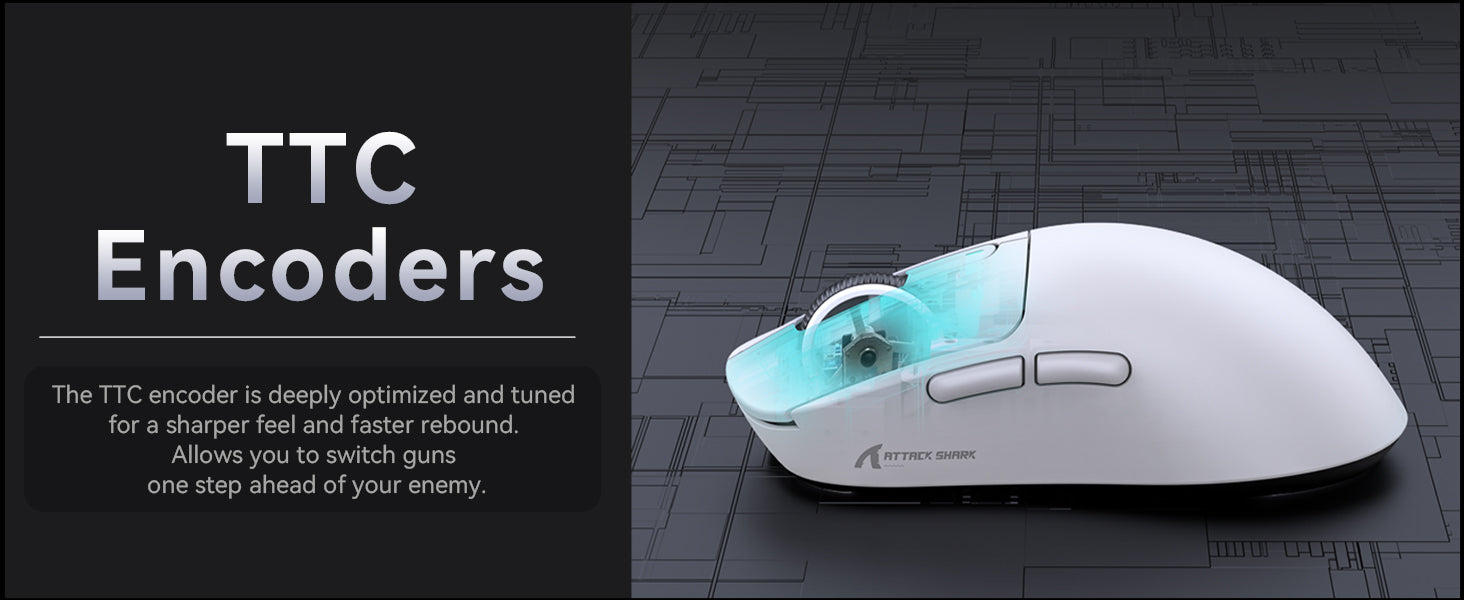 TTC
Encoders
The TTC encoder is deeply optimized and tuned
for a sharper feel and faster rebound.
Allows you to switch guns
one step ahead of your enemy.
ATTACK SHARK